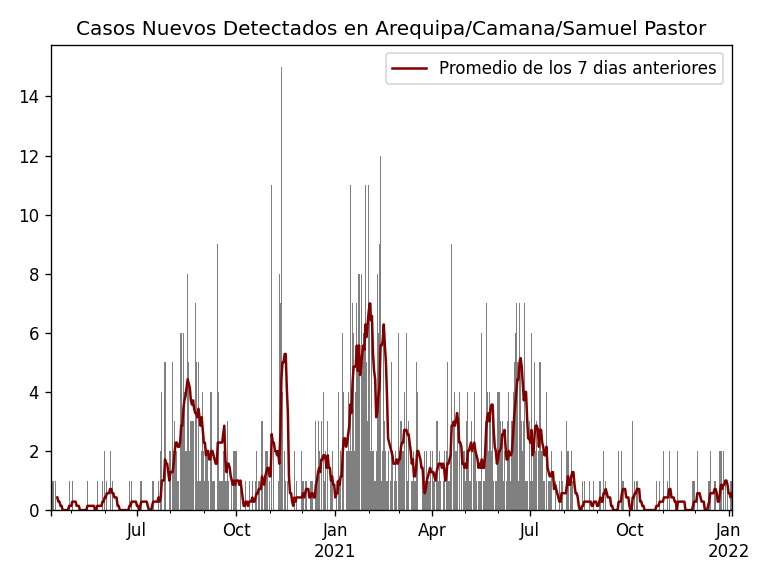 Casos Nuevos Detectados en Arequipa/Camana/Samuel Pastor
Promedio de los 7 dias anteriores
14
12
10
8
6
4
2
0
Jul
Oct
Jan
2021
Apr
Jul
Oct
Jan
2022